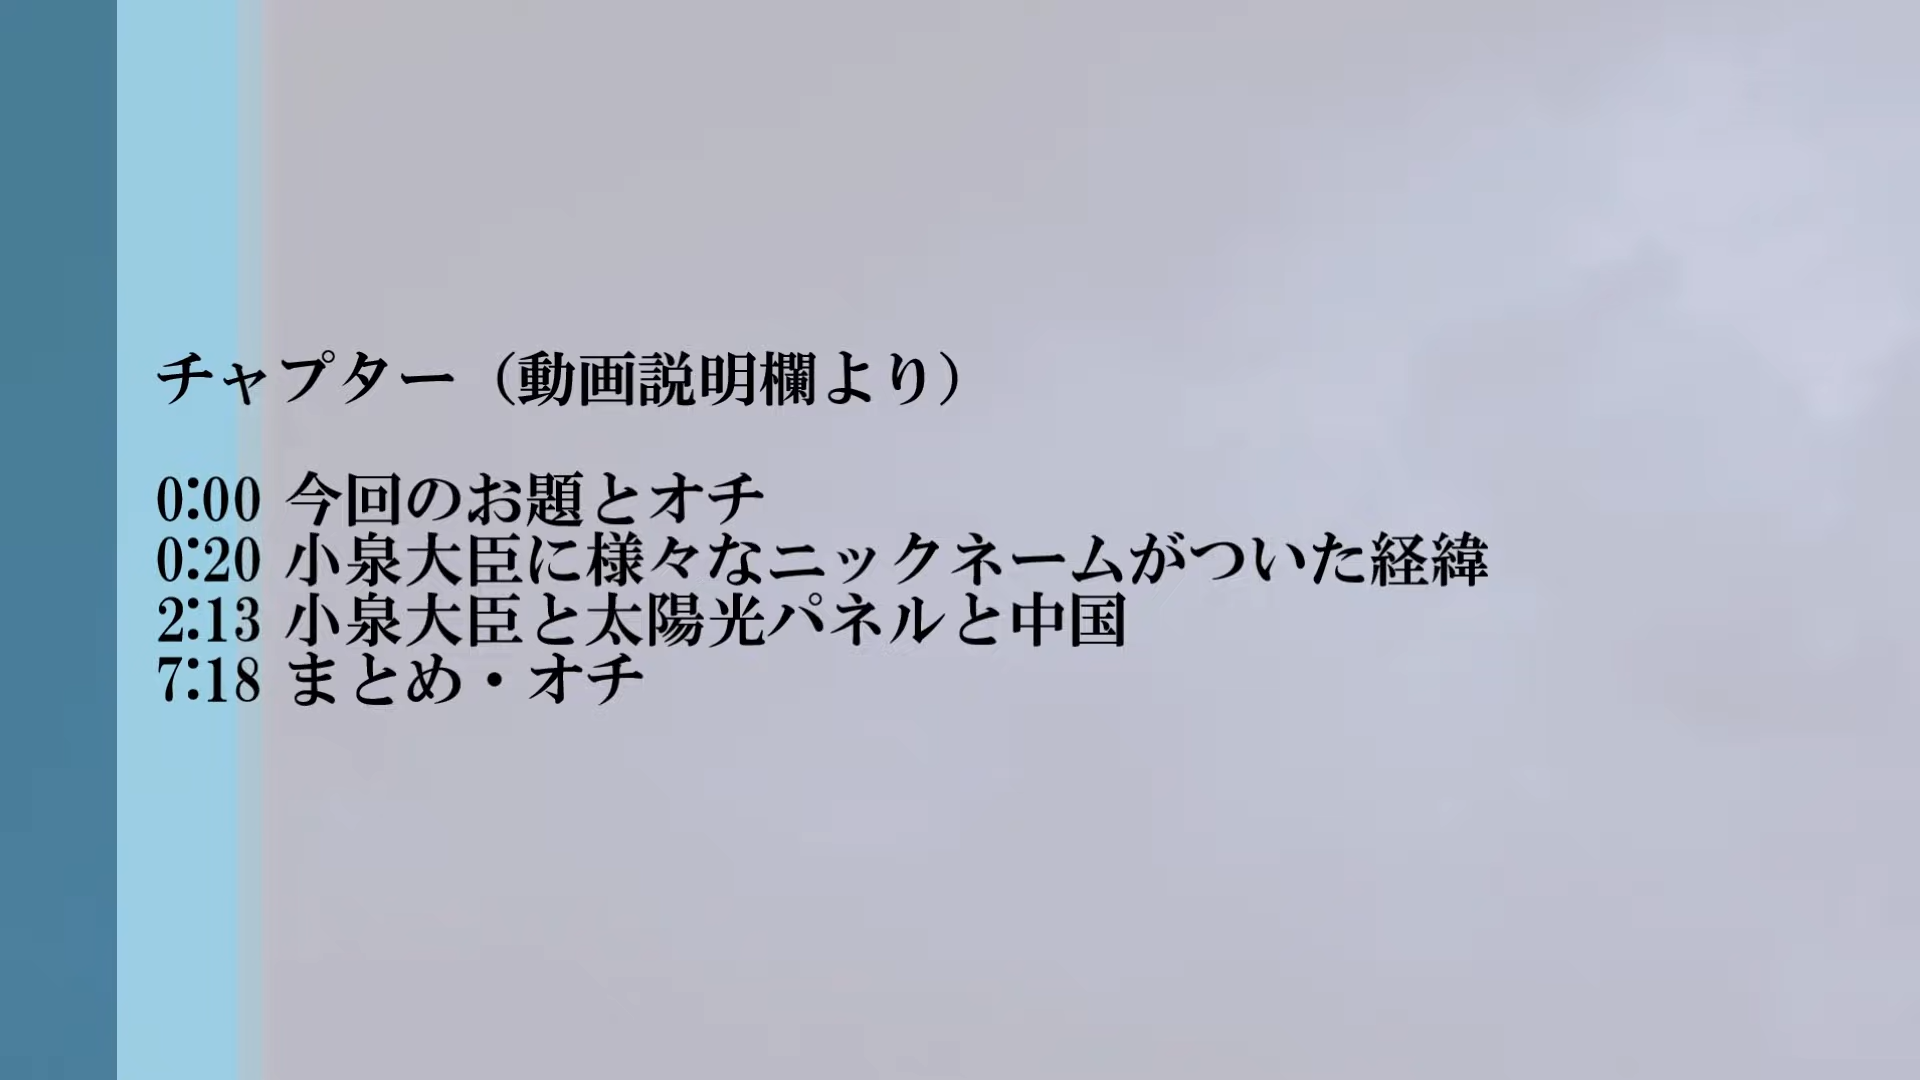 チャプター（動画説明欄より）
0:00 今回のお題とオチ
0:20 小泉大臣に様々なニックネームがついた経緯
2:13 小泉大臣と太陽光パネルと中国
7:18 まとめ・オチ